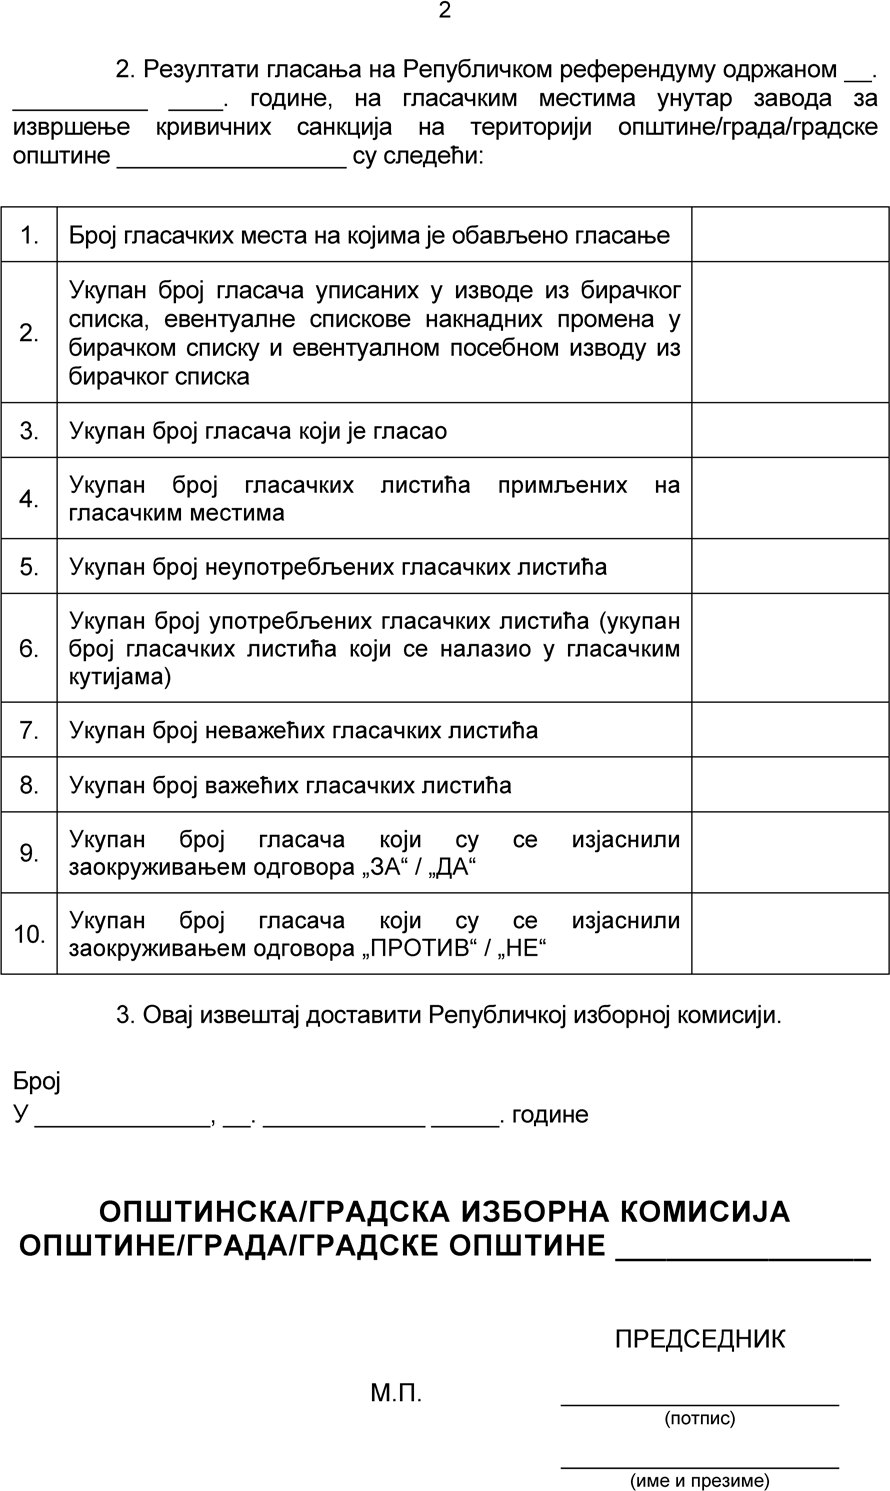 2
2. Резултати гласања на Републичком референдуму одржаном __.
__________ ____. године, на гласачким местима унутар завода за
извршење кривичних санкција на територији општине/града/градске
општине _________________ су следећи:
1. Број гласачких места на којима је обављено гласање
2. Укупан број гласача уписаних у изводе из бирачког
списка, евентуалне спискове накнадних промена у
бирачком списку и евентуалном посебном изводу из
бирачког списка
3. Укупан број гласача који је гласао
4. Укупан број гласачких листића примљених на
гласачким местима
5. Укупан број неупотребљених гласачких листића
6. Укупан број употребљених гласачких листића (укупан
број гласачких листића који се налазио у гласачким
кутијама)
7. Укупан број неважећих гласачких листића
8. Укупан број важећих гласачких листића
9. Укупан број гласача који су се изјаснили
заокруживањем одговора „ЗА“ / „ДА“
10. Укупан број гласача који су се изјаснили
заокруживањем одговора „ПРОТИВ“ / „НЕ“
3. Овај извештај доставити Републичкој изборној комисији.
Број
У _____________, __. ____________ _____. године
ОПШТИНСКА/ГРАДСКА ИЗБОРНА КОМИСИЈА
ОПШТИНЕ/ГРАДА/ГРАДСКЕ ОПШТИНЕ _______________
ПРЕДСЕДНИК
М.П. ____________________
(потпис)
____________________
(име и презиме)